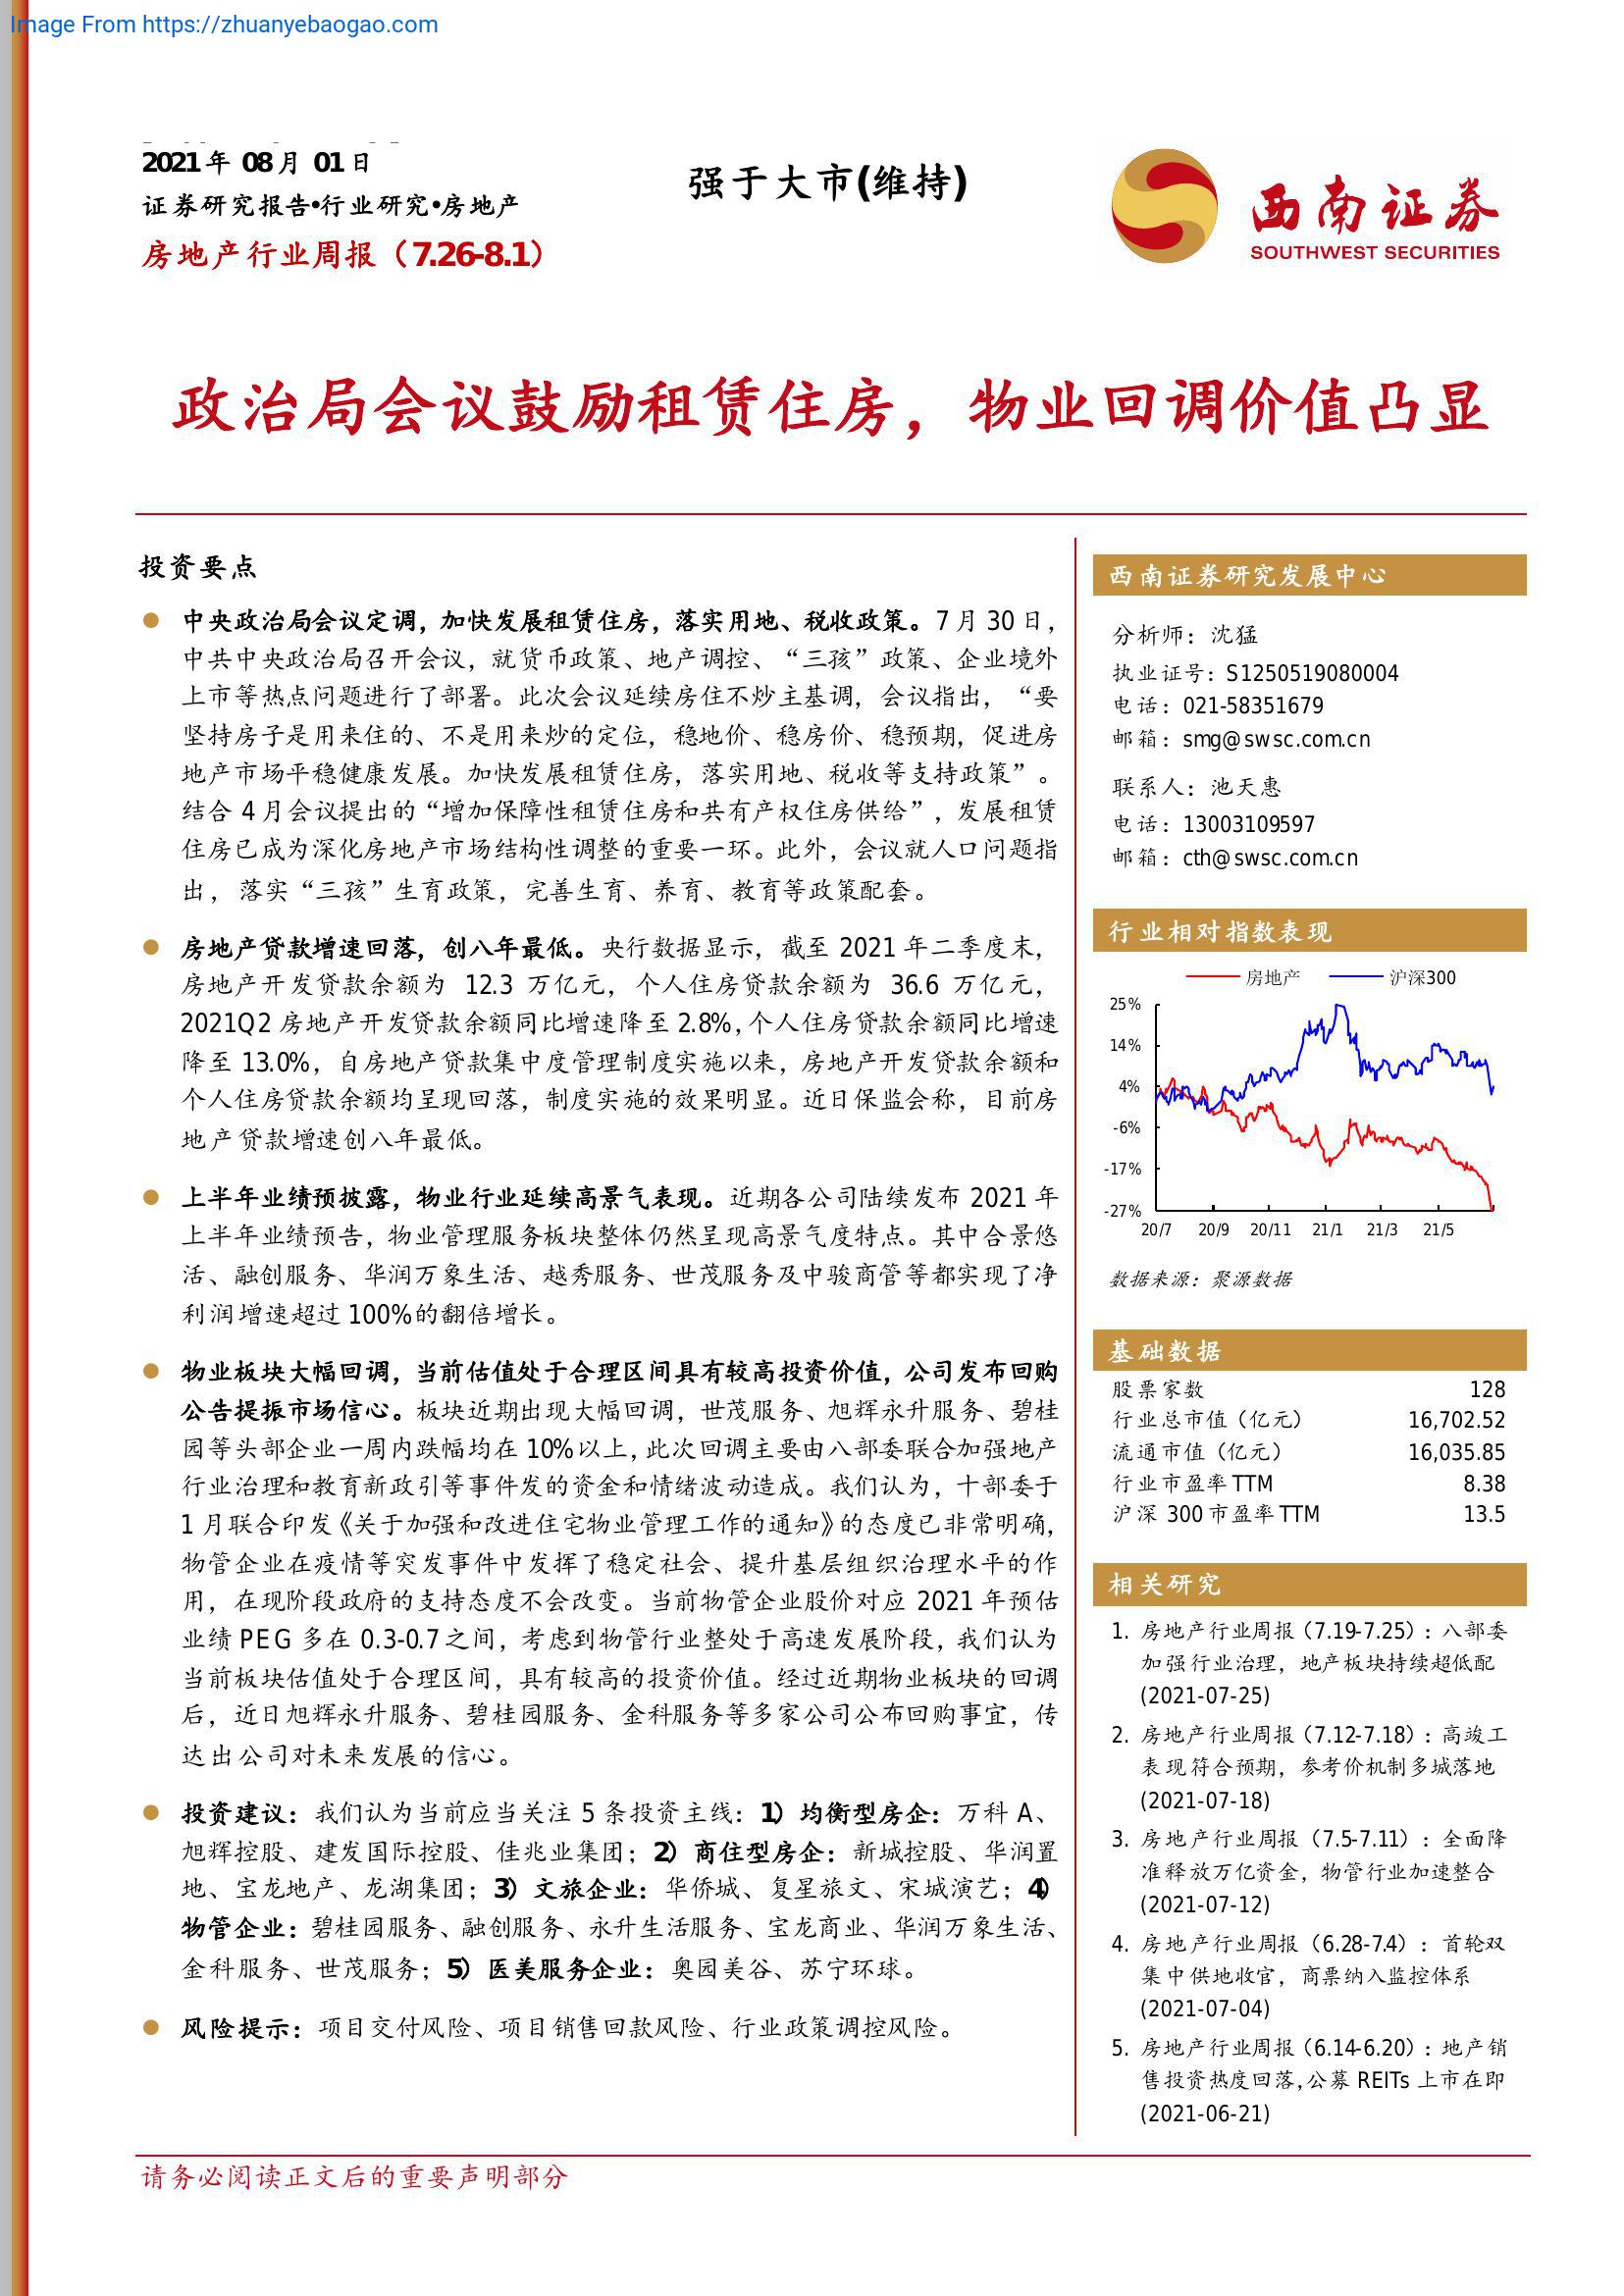 Image From https://zhuanyebaogao.com
2021年 08月 01日
证券研究报告•行业研究•房地产
房地产行业周报（7.26-8.1）
强于大市(维持)
西南证券
SOUTHWEST SECURITIES
政治局会议鼓励租赁住房，物业回调价值凸显
投资要点
中央政治局会议定调，加快发展租赁住房，落实用地、税收政策。7月30日，
中共中央政治局召开会议，就货币政策、地产调控、“三孩”政策、企业境外
上市等热点问题进行了部署。此次会议延续房住不炒主基调，会议指出，“要
坚持房子是用来住的、不是用来炒的定位，稳地价、稳房价、稳预期，促进房
地产市场平稳健康发展。加快发展租赁住房，落实用地、税收等支持政策”。
结合 4 月会议提出的“增加保障性租赁住房和共有产权住房供给”，发展租赁
住房已成为深化房地产市场结构性调整的重要一环。此外，会议就人口问题指
出，落实“三孩”生育政策，完善生育、养育、教育等政策配套。
房地产贷款增速回落，创八年最低。央行数据显示，截至 2021 年二季度末，
房地产开发贷款余额为 12.3 万亿元，个人住房贷款余额为 36.6 万亿元，
2021Q2 房地产开发贷款余额同比增速降至 2.8%，个人住房贷款余额同比增速
降至 13.0%，自房地产贷款集中度管理制度实施以来，房地产开发贷款余额和
个人住房贷款余额均呈现回落，制度实施的效果明显。近日保监会称，目前房
地产贷款增速创八年最低。
上半年业绩预披露，物业行业延续高景气表现。近期各公司陆续发布 2021 年
上半年业绩预告，物业管理服务板块整体仍然呈现高景气度特点。其中合景悠
活、融创服务、华润万象生活、越秀服务、世茂服务及中骏商管等都实现了净
利润增速超过 100%的翻倍增长。
物业板块大幅回调，当前估值处于合理区间具有较高投资价值，公司发布回购
公告提振市场信心。板块近期出现大幅回调，世茂服务、旭辉永升服务、碧桂
园等头部企业一周内跌幅均在 10%以上，此次回调主要由八部委联合加强地产
行业治理和教育新政引等事件发的资金和情绪波动造成。我们认为，十部委于
1 月联合印发《关于加强和改进住宅物业管理工作的通知》的态度已非常明确，
物管企业在疫情等突发事件中发挥了稳定社会、提升基层组织治理水平的作
用，在现阶段政府的支持态度不会改变。当前物管企业股价对应 2021 年预估
业绩 PEG 多在 0.3-0.7之间，考虑到物管行业整处于高速发展阶段，我们认为
当前板块估值处于合理区间，具有较高的投资价值。经过近期物业板块的回调
后，近日旭辉永升服务、碧桂园服务、金科服务等多家公司公布回购事宜，传
达出公司对未来发展的信心。
投资建议：我们认为当前应当关注 5 条投资主线：1）均衡型房企：万科 A、
旭辉控股、建发国际控股、佳兆业集团；2）商住型房企：新城控股、华润置
地、宝龙地产、龙湖集团；3）文旅企业：华侨城、复星旅文、宋城演艺；4）
物管企业：碧桂园服务、融创服务、永升生活服务、宝龙商业、华润万象生活、
金科服务、世茂服务；5）医美服务企业：奥园美谷、苏宁环球。
风险提示：项目交付风险、项目销售回款风险、行业政策调控风险。
西南证券研究发展中心
分析师：沈猛
执业证号：S1250519080004
电话：021-58351679
邮箱：smg@swsc.com.cn
联系人：池天惠
电话：13003109597
邮箱：cth@swsc.com.cn
行业相对指数表现
房地产 沪深300
25%
14%
4%
-6%
-17%
-27%
20/7 20/9 20/11 21/1 21/3 21/5
数据来源：聚源数据
基础数据
股票家数 128
行业总市值（亿元） 16,702.52
流通市值（亿元） 16,035.85
行业市盈率TTM 8.38
沪深 300市盈率TTM 13.5
相关研究
1. 房地产行业周报（7.19-7.25）：八部委
加强行业治理，地产板块持续超低配
(2021-07-25)
2. 房地产行业周报（7.12-7.18）：高竣工
表现符合预期，参考价机制多城落地
(2021-07-18)
3. 房地产行业周报（7.5-7.11）：全面降
准释放万亿资金，物管行业加速整合
(2021-07-12)
4. 房地产行业周报（6.28-7.4）：首轮双
集中供地收官，商票纳入监控体系
(2021-07-04)
5. 房地产行业周报（6.14-6.20）：地产销
售投资热度回落，公募 REITs 上市在即
(2021-06-21)
请务必阅读正文后的重要声明部分